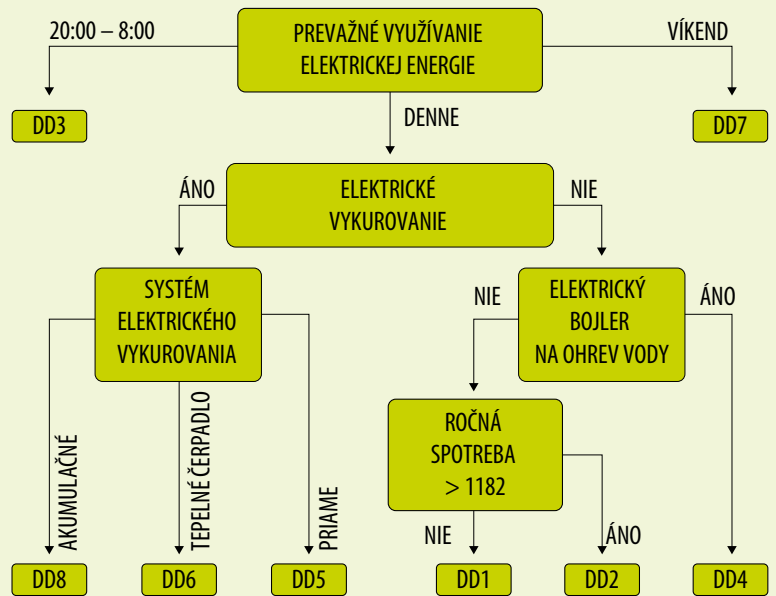 20:00 – 8:00
PREVAŽNÉ VYUŽÍVANIE
ELEKTRICKEJ ENERGIE
VÍKEND
DD3
DENNE
DD7
ÁNO
ELEKTRICKÉ
VYKUROVANIE
NIE
SYSTÉM
ELEKTRICKÉHO
VYKUROVANIA
NIE
ELEKTRICKÝ
BOJLER
NA OHREV VODY
ÁNO
AKUMULAČNÉ
TEPELNÉ ČERPADLO
PRIAME
ROČNÁ
SPOTREBA
> 1182
NIE
ÁNO
DD8
DD6
DD5
DD1
DD2
DD4